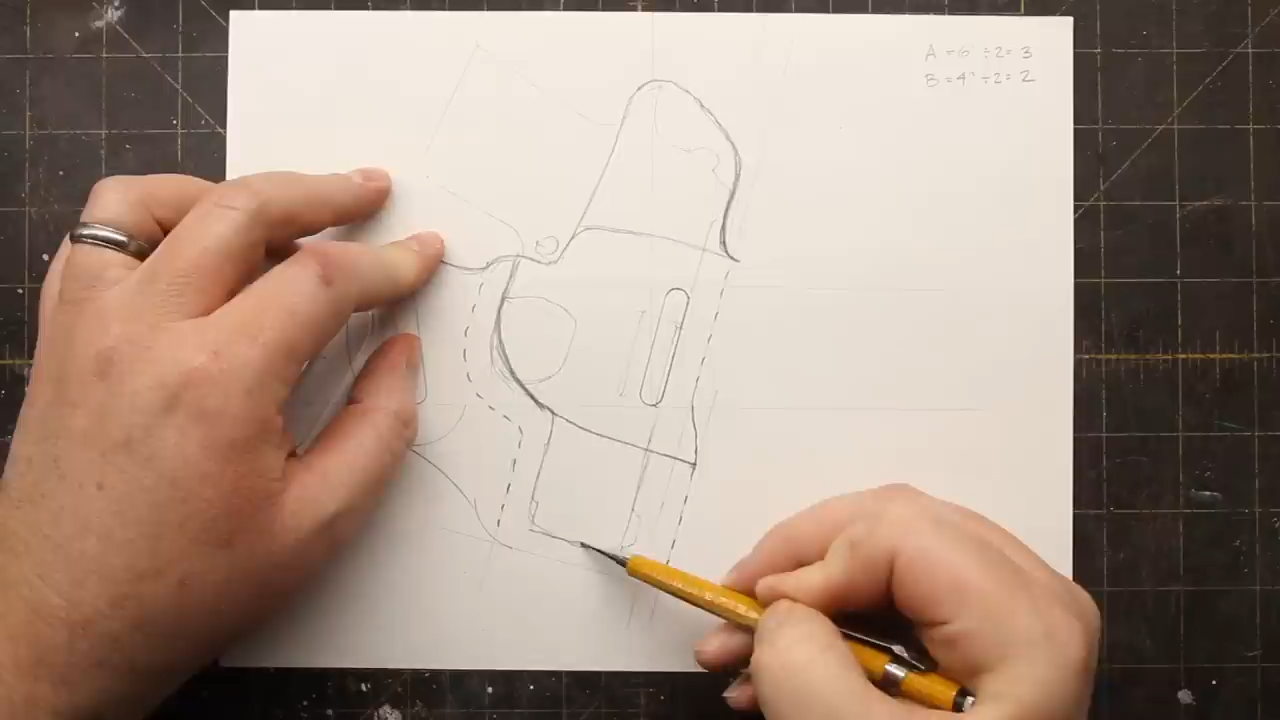 A = 6" ÷ 2 = 3
B = 4" ÷ 2 = 2